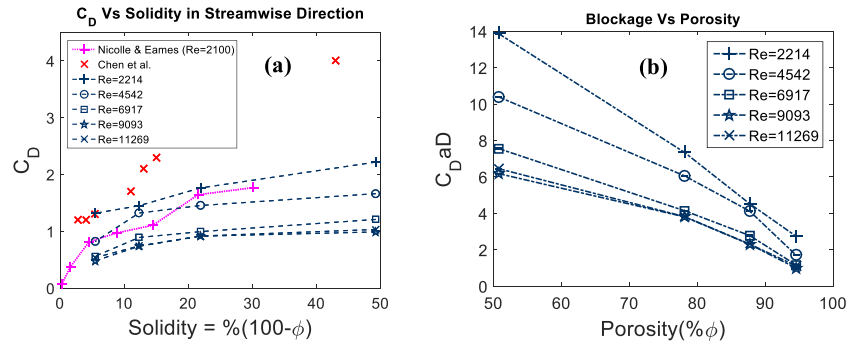 C_D Vs Solidity in Streamwise Direction
4
3
2
1
0
C_D
Nicolle & Eames (Re=2100)
Chen et al.
Re=2214
Re=4542
Re=6917
Re=9093
Re=11269
(a)
0 10 20 30 40 50
Solidity = %(100-ϕ)
Blockage Vs Porosity
14
12
10
8
6
4
2
0
C_DaD
(b)
Re=2214
Re=4542
Re=6917
Re=9093
Re=11269
50 60 70 80 90 100
Porosity(%ϕ)